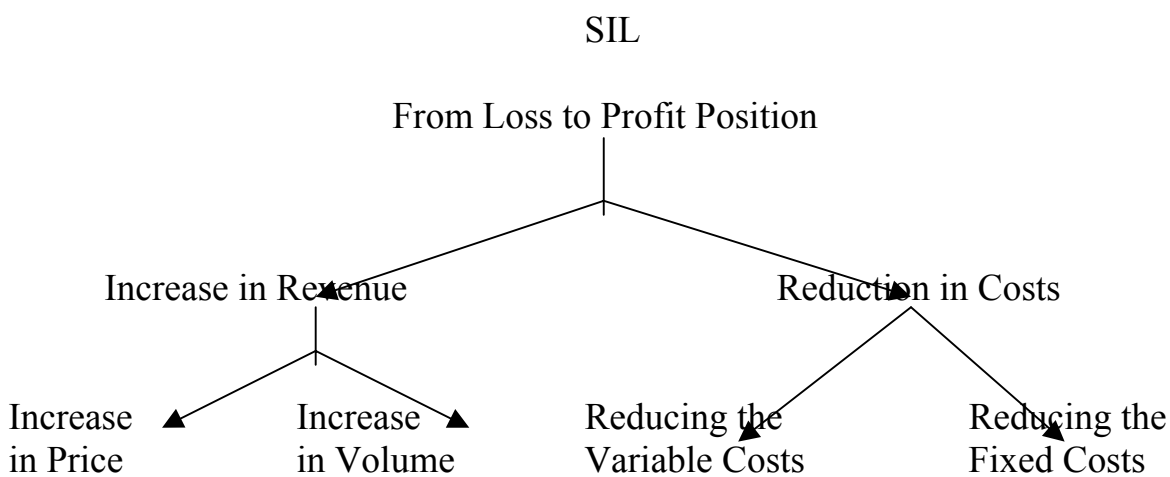 SIL
From Loss to Profit Position
Increase in Revenue
Reduction in Costs
Increase
in Price
Increase
in Volume
Reducing the
Variable Costs
Reducing the
Fixed Costs